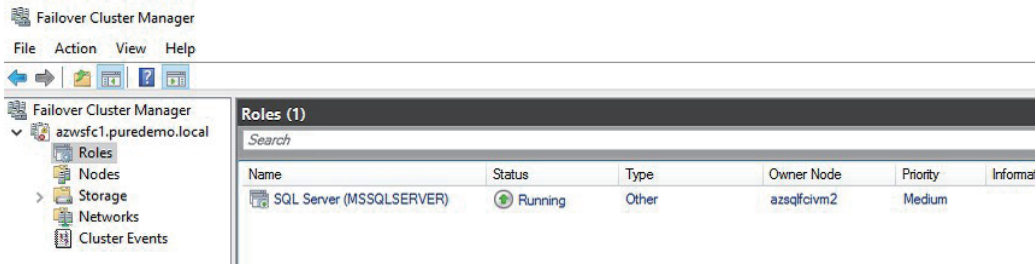 Failover Cluster Manager
File Action View Help
Failover Cluster Manager
azwsfc1.puredemo.local
Roles
Nodes
Storage
Networks
Cluster Events
Roles (1)
Search
Name Status Type Owner Node Priority Informat
SQL Server (MSSQLSERVER) Running Other azsqlfcivm2 Medium